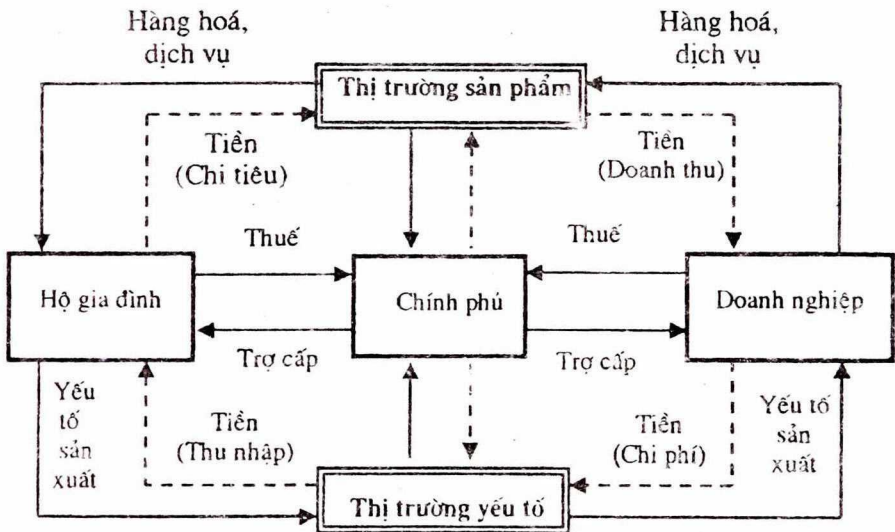 Hàng hoá,
dịch vụ
Hàng hoá,
dịch vụ
Thị trường sản phẩm
Tiền
(Chi tiêu)
Tiền
(Doanh thu)
Thuế
Thuế
Hộ gia đình
Chính phủ
Doanh nghiệp
Trợ cấp
Trợ cấp
Yếu
tố
sản
xuất
Tiền
(Thu nhập)
Tiền
(Chi phí)
Yếu tố
sản
xuất
Thị trường yếu tố